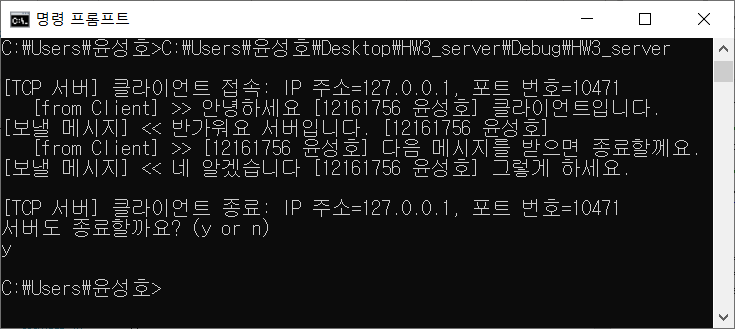 명령 프롬프트
C:\Users\윤성호>C:\Users\윤성호\Desktop\HW3_server\Debug\HW3_server
[TCP 서버] 클라이언트 접속: IP 주소=127.0.0.1, 포트 번호=10471
[from Client] >> 안녕하세요 [12161756 윤성호] 클라이언트입니다.
[보낼 메시지] << 반가워요 서버입니다. [12161756 윤성호]
[from Client] >> [12161756 윤성호] 다음 메시지를 받으면 종료할께요.
[보낼 메시지] << 네 알겠습니다 [12161756 윤성호] 그렇게 하세요.
[TCP 서버] 클라이언트 종료: IP 주소=127.0.0.1, 포트 번호=10471
서버도 종료할까요? (y or n)
y
C:\Users\윤성호>